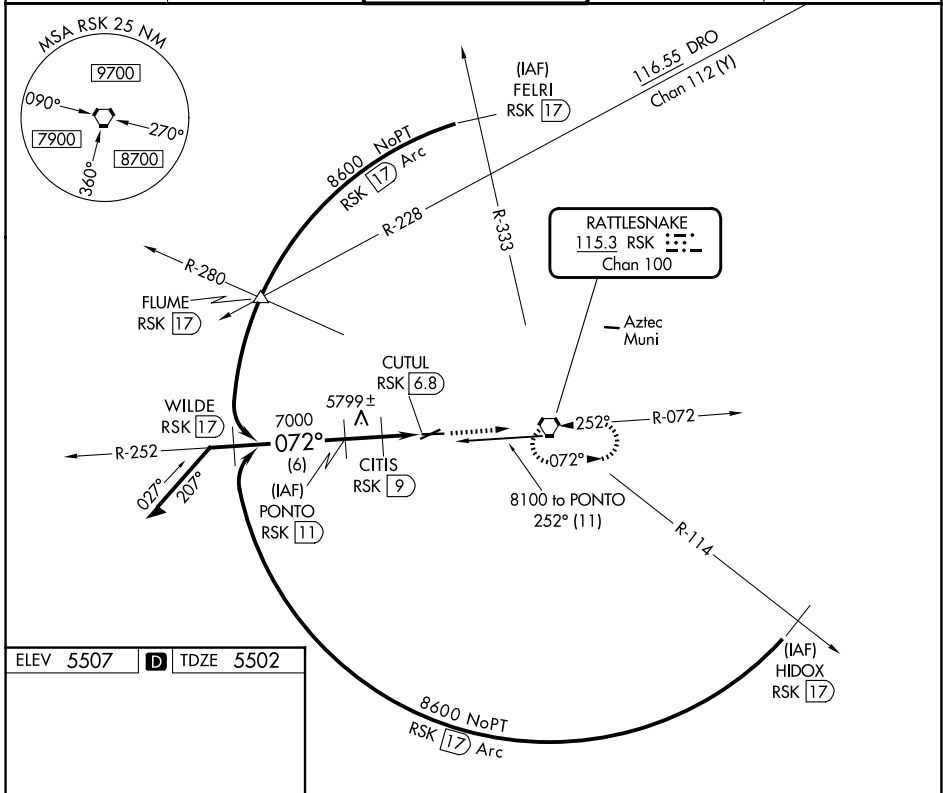 MSA RSK 25 NM
9700
090°
270°
7900
8700
360°
(IAF)
FELRI
RSK 17
116.55 DRO
Chan 112 (Y)
8600 NoPT
RSK 17 Arc
R-228
R-333
RATTLESNAKE
115.3 RSK
Chan 100
R-280
FLUME
RSK 17
Aztec
Muni
CUTUL
RSK 6.8
WILDE
RSK 17
7000
072°
(6)
5799±
252°
R-072
R-252
072°
CITIS
RSK 9
027°
207°
(IAF)
PONTO
RSK 11
8100 to PONTO
252° (11)
R-114
ELEV 5507 D TDZE 5502
(IAF)
HIDOX
RSK 17
8600 NoPT
RSK 17 Arc